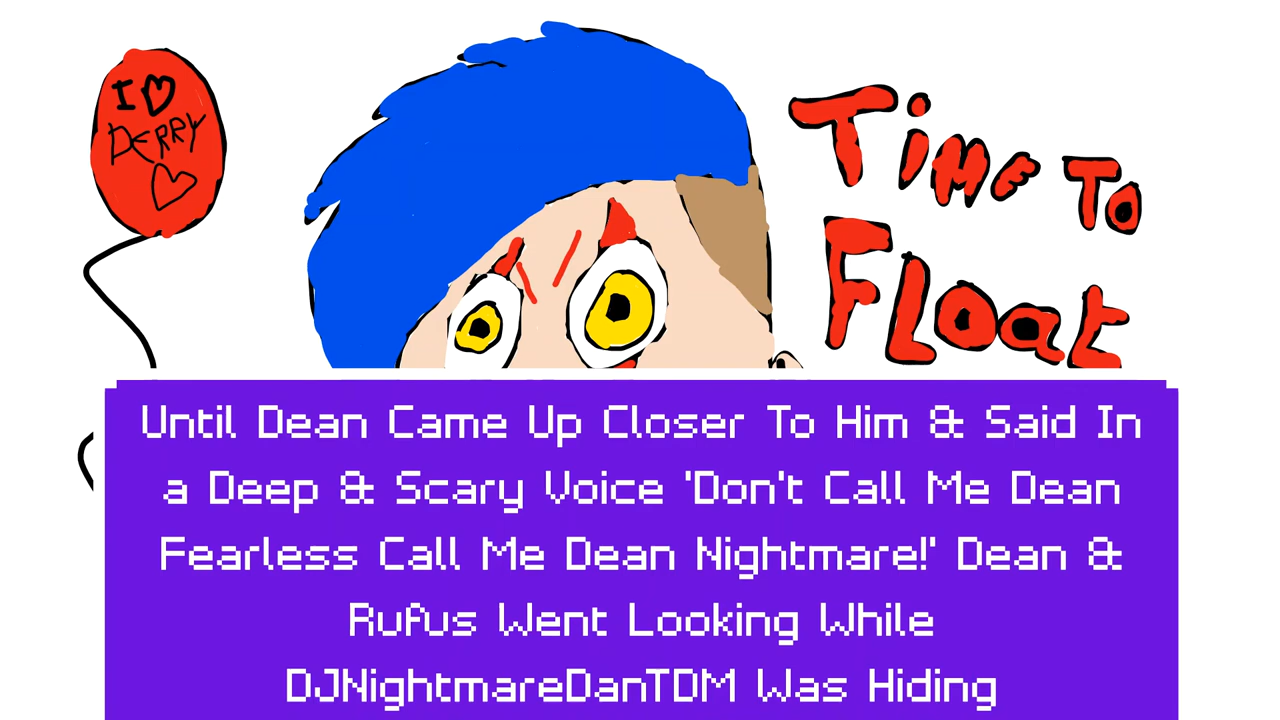 I ♡
DERRY
♡
TiME TO
FLoat
Until Dean Came Up Closer To Him & Said In
a Deep & Scary Voice 'Don't Call Me Dean
Fearless Call Me Dean Nightmare!' Dean &
Rufus Went Looking While
DJNightmareDanTDM Was Hiding